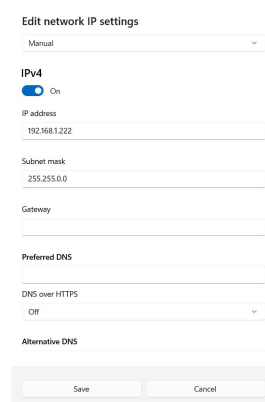 Edit network IP settings
Manual
IPv4
On
IP address
192.168.1.222
Subnet mask
255.255.0.0
Gateway
Preferred DNS
DNS over HTTPS
Off
Alternative DNS
Save Cancel